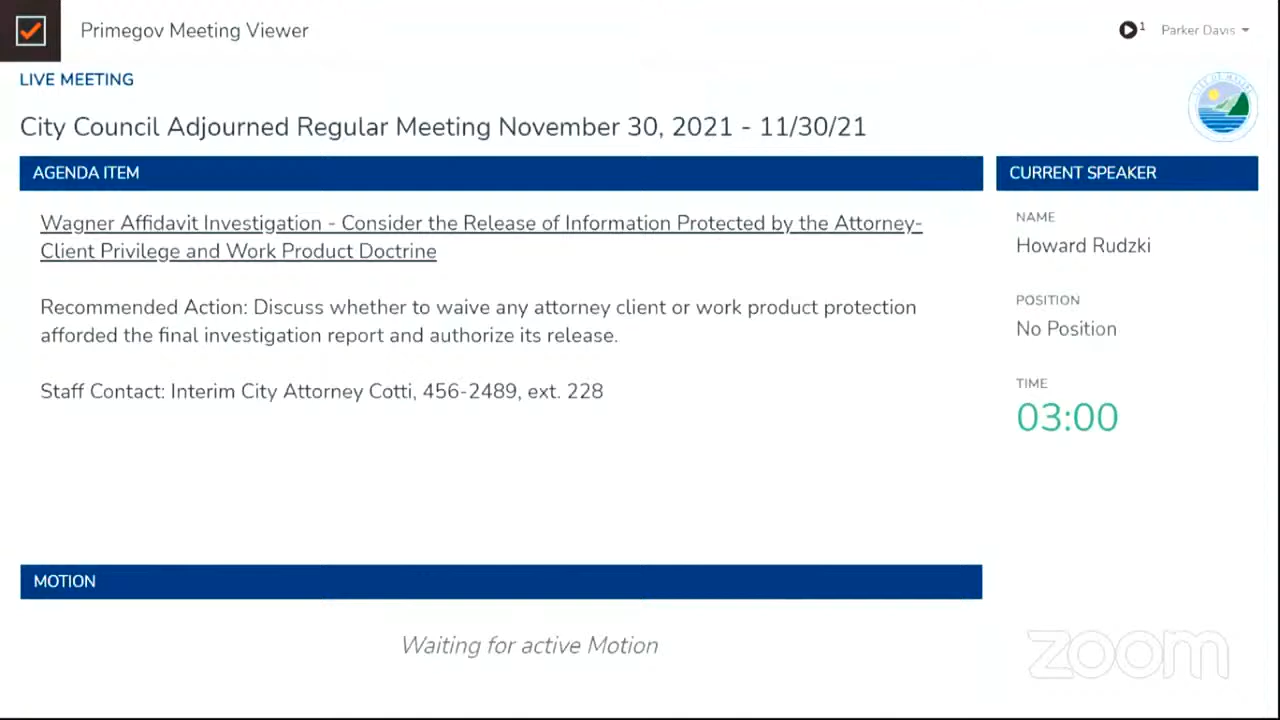 Primegov Meeting Viewer
1
Parker Davis
LIVE MEETING
City Council Adjourned Regular Meeting November 30, 2021 - 11/30/21
AGENDA ITEM
CURRENT SPEAKER
Wagner Affidavit Investigation - Consider the Release of Information Protected by the Attorney-
Client Privilege and Work Product Doctrine
Recommended Action: Discuss whether to waive any attorney client or work product protection
afforded the final investigation report and authorize its release.
Staff Contact: Interim City Attorney Cotti, 456-2489, ext. 228
NAME
Howard Rudzki
POSITION
No Position
TIME
03:00
MOTION
Waiting for active Motion
zoom